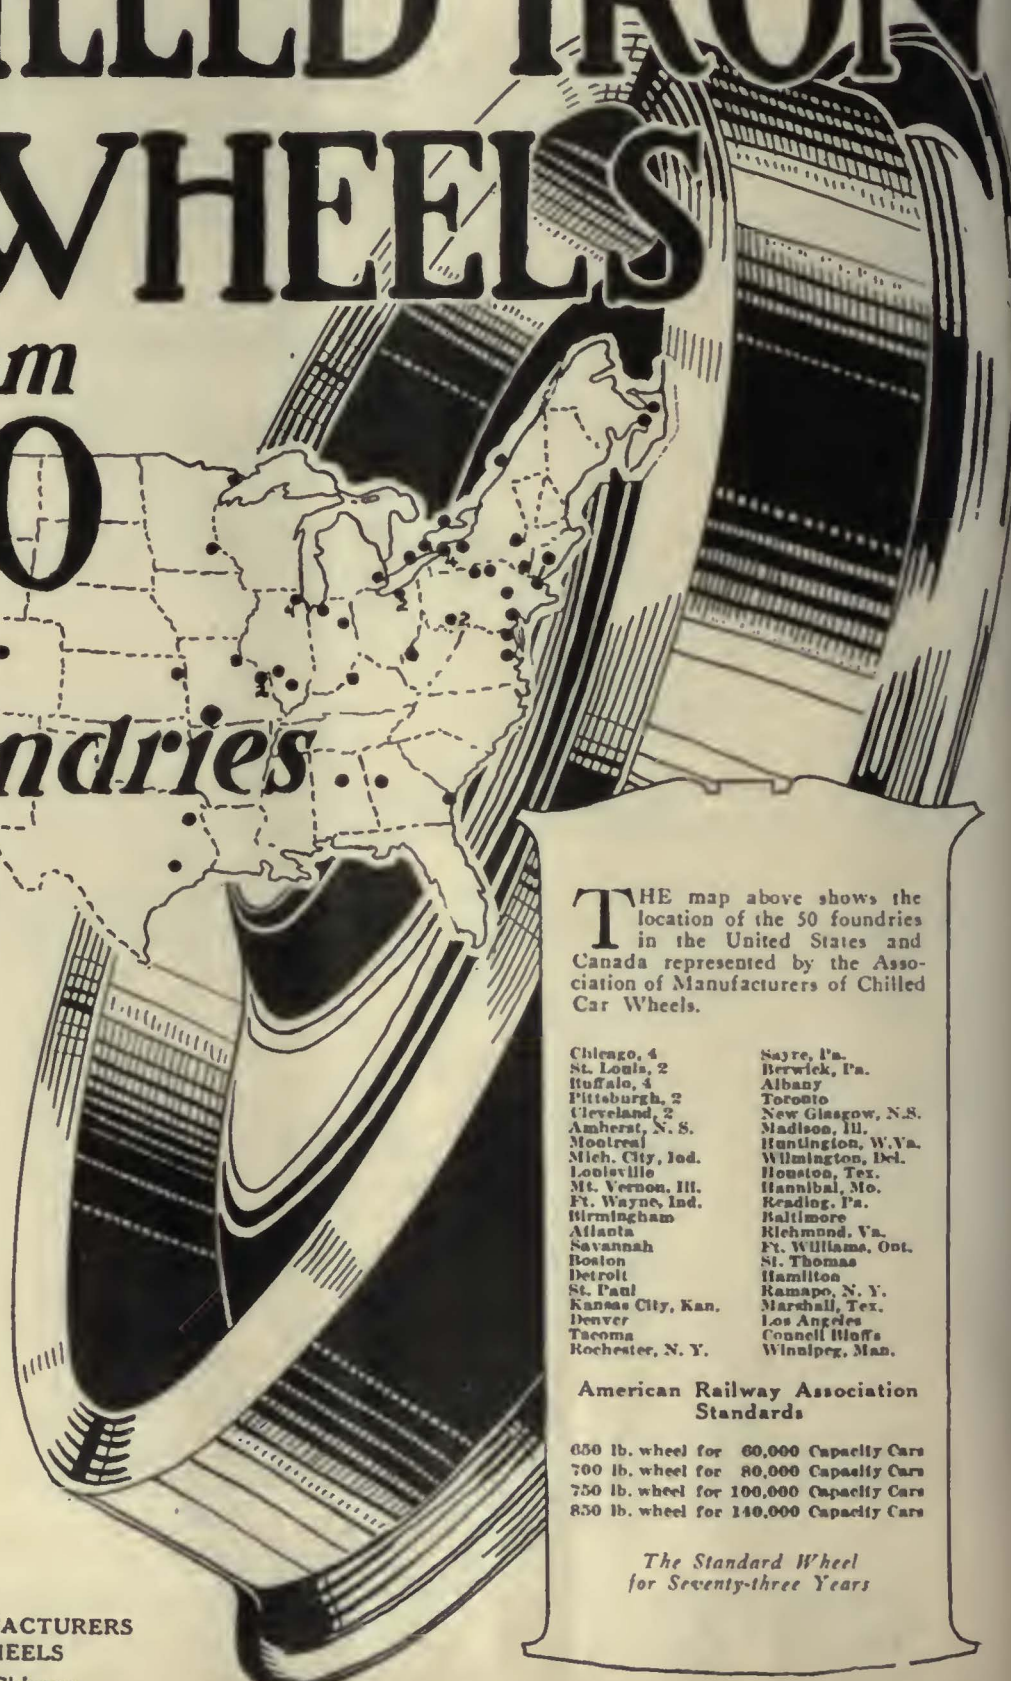 ILLED IRON
WHEELS
m
0
ndries
4
2
2
4
2
THE map above shows the
location of the 50 foundries
in the United States and
Canada represented by the Asso-
ciation of Manufacturers of Chilled
Car Wheels.
Chicago, 4
St. Louis, 2
Buffalo, 4
Pittsburgh, 2
Cleveland, 2
Amherst, N. S.
Montreal
Mich. City, Ind.
Louisville
Mt. Vernon, Ill.
Ft. Wayne, Ind.
Birmingham
Atlanta
Savannah
Boston
Detroit
St. Paul
Kansas City, Kan.
Denver
Tacoma
Rochester, N. Y.
Sayre, Pa.
Berwick, Pa.
Albany
Toronto
New Glasgow, N.S.
Madison, Ill.
Huntington, W.Va.
Wilmington, Del.
Houston, Tex.
Hannibal, Mo.
Reading, Pa.
Baltimore
Richmond, Va.
Ft. Williams, Ont.
St. Thomas
Hamilton
Ramapo, N. Y.
Marshall, Tex.
Los Angeles
Council Bluffs
Winnipeg, Man.
American Railway Association
Standards
650 lb. wheel for 60,000 Capacity Cars
700 lb. wheel for 80,000 Capacity Cars
750 lb. wheel for 100,000 Capacity Cars
850 lb. wheel for 140,000 Capacity Cars
The Standard Wheel
for Seventy-three Years
ACTURERS
HEELS